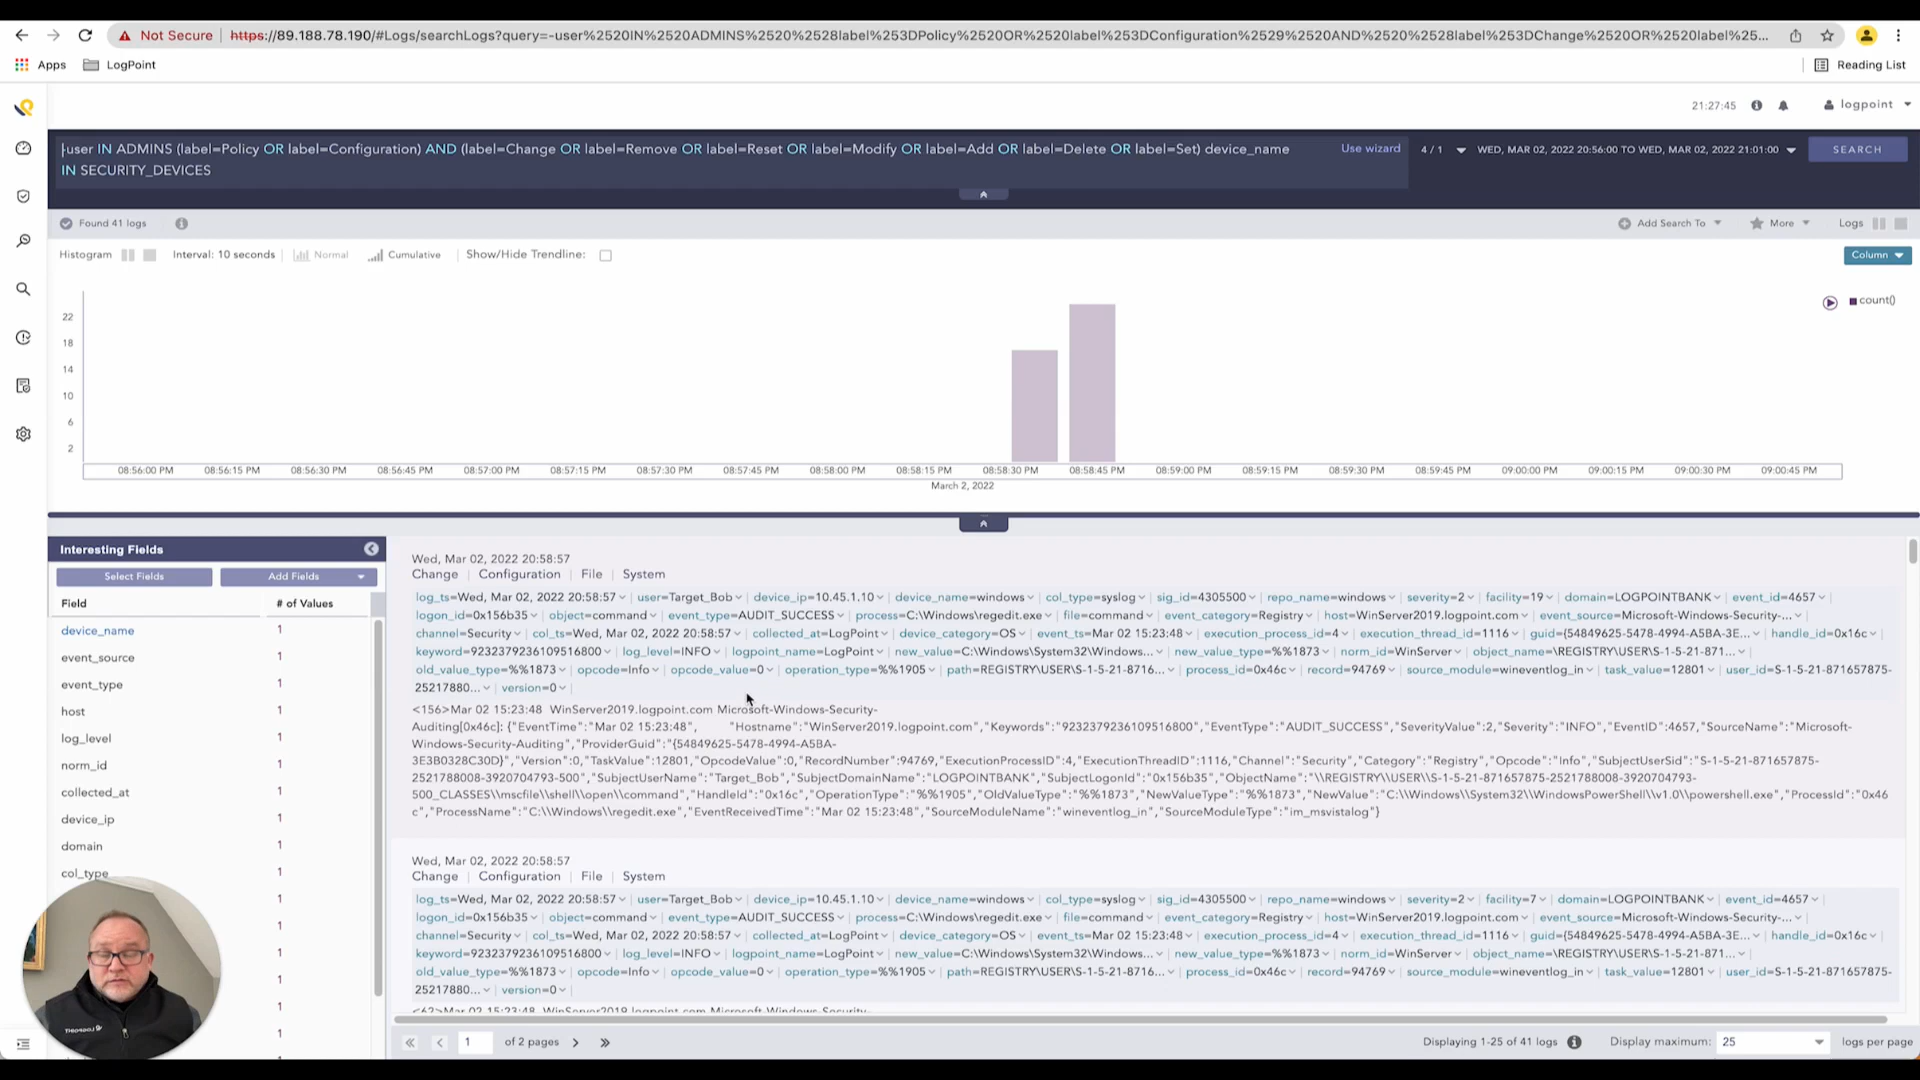 Not Secure
https://89.188.78.190/#Logs/searchLogs?query=-user%2520IN%2520ADMINS%2520%2528label%253DPolicy%2520OR%2520label%253DConfiguration%2529%2520AND%2520%2528label%253DChange%2520OR%2520label%25...
Apps
LogPoint
Reading List
21:27:45
logpoint
-user IN ADMINS (label=Policy OR label=Configuration) AND (label=Change OR label=Remove OR label=Reset OR label=Modify OR label=Add OR label=Delete OR label=Set) device_name
IN SECURITY_DEVICES
Use wizard
4 / 1
WED, MAR 02, 2022 20:56:00 TO WED, MAR 02, 2022 21:01:00
SEARCH
Found 41 logs
Add Search To
More
Logs
Histogram
Interval: 10 seconds
Normal
Cumulative
Show/Hide Trendline:
Column
count()
22
18
14
10
6
2
08:56:00 PM 08:56:15 PM 08:56:30 PM 08:56:45 PM 08:57:00 PM 08:57:15 PM 08:57:30 PM 08:57:45 PM 08:58:00 PM 08:58:15 PM 08:58:30 PM 08:58:45 PM 08:59:00 PM 08:59:15 PM 08:59:30 PM 08:59:45 PM 09:00:00 PM 09:00:15 PM 09:00:30 PM 09:00:45 PM
March 2, 2022
Interesting Fields
Select Fields
Add Fields
Field # of Values
device_name 1
event_source 1
event_type 1
host 1
log_level 1
norm_id 1
collected_at 1
device_ip 1
domain 1
col_type 1
1
1
1
1
1
Wed, Mar 02, 2022 20:58:57
Change | Configuration | File | System
log_ts=Wed, Mar 02, 2022 20:58:57 | user=Target_Bob | device_ip=10.45.1.10 | device_name=windows | col_type=syslog | sig_id=4305500 | repo_name=windows | severity=2 | facility=19 | domain=LOGPOINTBANK | event_id=4657 |
logon_id=0x156b35 | object=command | event_type=AUDIT_SUCCESS | process=C:\Windows\regedit.exe | file=command | event_category=Registry | host=WinServer2019.logpoint.com | event_source=Microsoft-Windows-Security-... |
channel=Security | col_ts=Wed, Mar 02, 2022 20:58:57 | collected_at=LogPoint | device_category=OS | event_ts=Mar 02 15:23:48 | execution_process_id=4 | execution_thread_id=1116 | guid={54849625-5478-4994-A5BA-3E... | handle_id=0x16c |
keyword=9232379236109516800 | log_level=INFO | logpoint_name=LogPoint | new_value=C:\Windows\System32\Windows... | new_value_type=%%1873 | norm_id=WinServer | object_name=\REGISTRY\USER\S-1-5-21-871... |
old_value_type=%%1873 | opcode=Info | opcode_value=0 | operation_type=%%1905 | path=REGISTRY\USER\S-1-5-21-8716... | process_id=0x46c | record=94769 | source_module=wineventlog_in | task_value=12801 | user_id=S-1-5-21-871657875-
25217880... | version=0 |
<156>Mar 02 15:23:48 WinServer2019.logpoint.com Microsoft-Windows-Security-
Auditing[0x46c]: {"EventTime":"Mar 02 15:23:48", "Hostname":"WinServer2019.logpoint.com","Keywords":"9232379236109516800","EventType":"AUDIT_SUCCESS","SeverityValue":2,"Severity":"INFO","EventID":4657,"SourceName":"Microsoft-
Windows-Security-Auditing","ProviderGuid":"{54849625-5478-4994-A5BA-
3E3B0328C30D}","Version":0,"TaskValue":12801,"OpcodeValue":0,"RecordNumber":94769,"ExecutionProcessID":4,"ExecutionThreadID":1116,"Channel":"Security","Category":"Registry","Opcode":"Info","SubjectUserSid":"S-1-5-21-871657875-
2521788008-3920704793-500","SubjectUserName":"Target_Bob","SubjectDomainName":"LOGPOINTBANK","SubjectLogonId":"0x156b35","ObjectName":"\\REGISTRY\\USER\\S-1-5-21-871657875-2521788008-3920704793-
500_CLASSES\\mscfile\\shell\\open\\command","HandleId":"0x16c","OperationType":"%%1905","OldValueType":"%%1873","NewValueType":"%%1873","NewValue":"C:\\Windows\\System32\\WindowsPowerShell\\v1.0\\powershell.exe","ProcessId":"0x46
c","ProcessName":"C:\\Windows\\regedit.exe","EventReceivedTime":"Mar 02 15:23:48","SourceModuleName":"wineventlog_in","SourceModuleType":"im_msvistalog"}
Wed, Mar 02, 2022 20:58:57
Change | Configuration | File | System
log_ts=Wed, Mar 02, 2022 20:58:57 | user=Target_Bob | device_ip=10.45.1.10 | device_name=windows | col_type=syslog | sig_id=4305500 | repo_name=windows | severity=2 | facility=7 | domain=LOGPOINTBANK | event_id=4657 |
logon_id=0x156b35 | object=command | event_type=AUDIT_SUCCESS | process=C:\Windows\regedit.exe | file=command | event_category=Registry | host=WinServer2019.logpoint.com | event_source=Microsoft-Windows-Security-... |
channel=Security | col_ts=Wed, Mar 02, 2022 20:58:57 | collected_at=LogPoint | device_category=OS | event_ts=Mar 02 15:23:48 | execution_process_id=4 | execution_thread_id=1116 | guid={54849625-5478-4994-A5BA-3E... | handle_id=0x16c |
keyword=9232379236109516800 | log_level=INFO | logpoint_name=LogPoint | new_value=C:\Windows\System32\Windows... | new_value_type=%%1873 | norm_id=WinServer | object_name=\REGISTRY\USER\S-1-5-21-871... |
old_value_type=%%1873 | opcode=Info | opcode_value=0 | operation_type=%%1905 | path=REGISTRY\USER\S-1-5-21-8716... | process_id=0x46c | record=94769 | source_module=wineventlog_in | task_value=12801 | user_id=S-1-5-21-871657875-
25217880... | version=0 |
<62>Mar 02 15:23:48 WinServer2019.logpoint.com Microsoft-Windows-Security-
1 of 2 pages
Displaying 1-25 of 41 logs
Display maximum: 25 logs per page